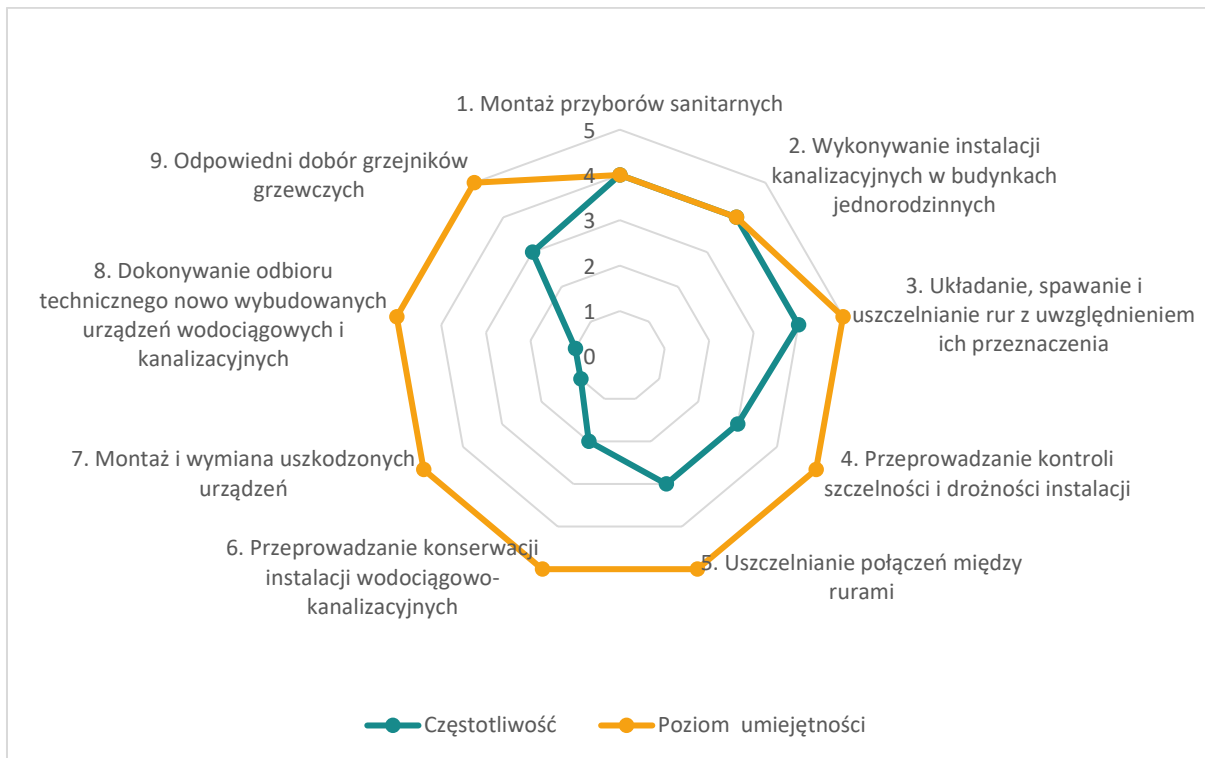 1. Montaż przyborów sanitarnych
5
4
3
2
1
0
2. Wykonywanie instalacji
kanalizacyjnych w budynkach
jednorodzinnych
3. Układanie, spawanie i
uszczelnianie rur z uwzględnieniem
ich przeznaczenia
4. Przeprowadzanie kontroli
szczelności i drożności instalacji
5. Uszczelnianie połączeń między
rurami
6. Przeprowadzanie konserwacji
instalacji wodociągowo-
kanalizacyjnych
7. Montaż i wymiana uszkodzonych
urządzeń
8. Dokonywanie odbioru
technicznego nowo wybudowanych
urządzeń wodociągowych i
kanalizacyjnych
9. Odpowiedni dobór grzejników
grzewczych
Częstotliwość
Poziom umiejętności